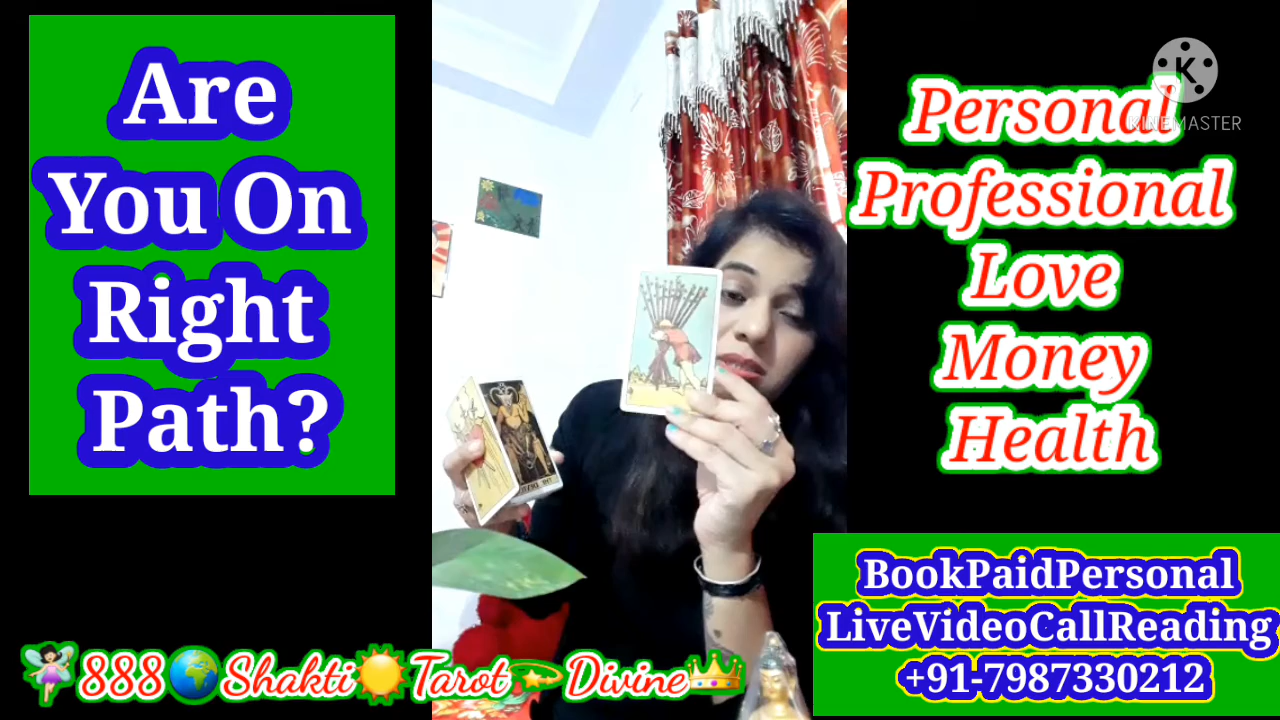 Are
You On
Right
Path?
Personal
Professional
Love
Money
Health
KINEMASTER
BookPaidPersonal
LiveVideoCallReading
+91-7987330212
888 Shakti Tarot Divine